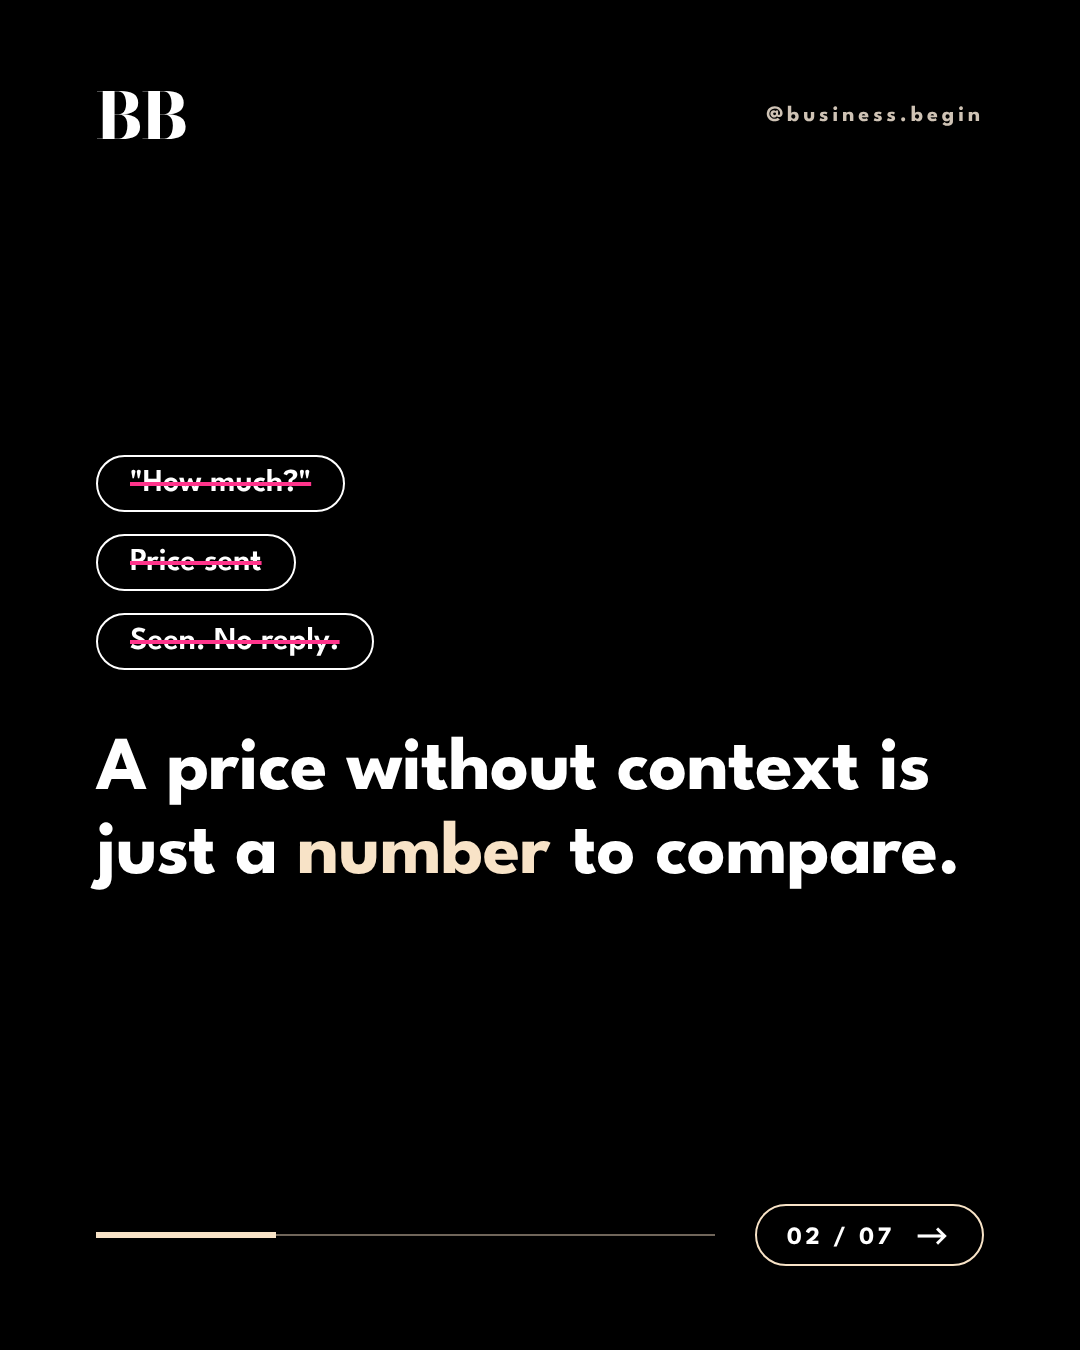 BB
@business.begin
"How much?"
Price sent
Seen. No reply.
A price without context is
just a number to compare.
02 / 07 →